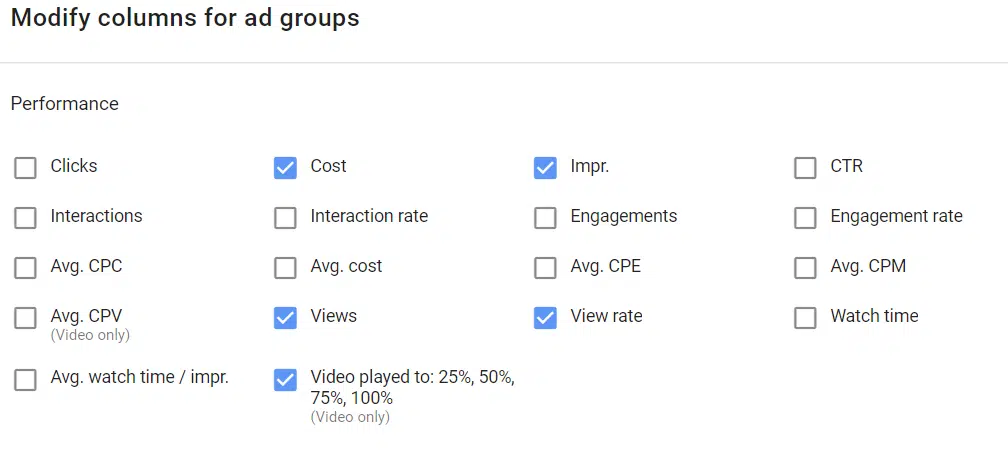 Modify columns for ad groups
Performance
Clicks
Cost
Impr.
CTR
Interactions
Interaction rate
Engagements
Engagement rate
Avg. CPC
Avg. cost
Avg. CPE
Avg. CPM
Avg. CPV
(Video only)
Views
View rate
Watch time
Avg. watch time / impr.
Video played to: 25%, 50%,
75%, 100%
(Video only)